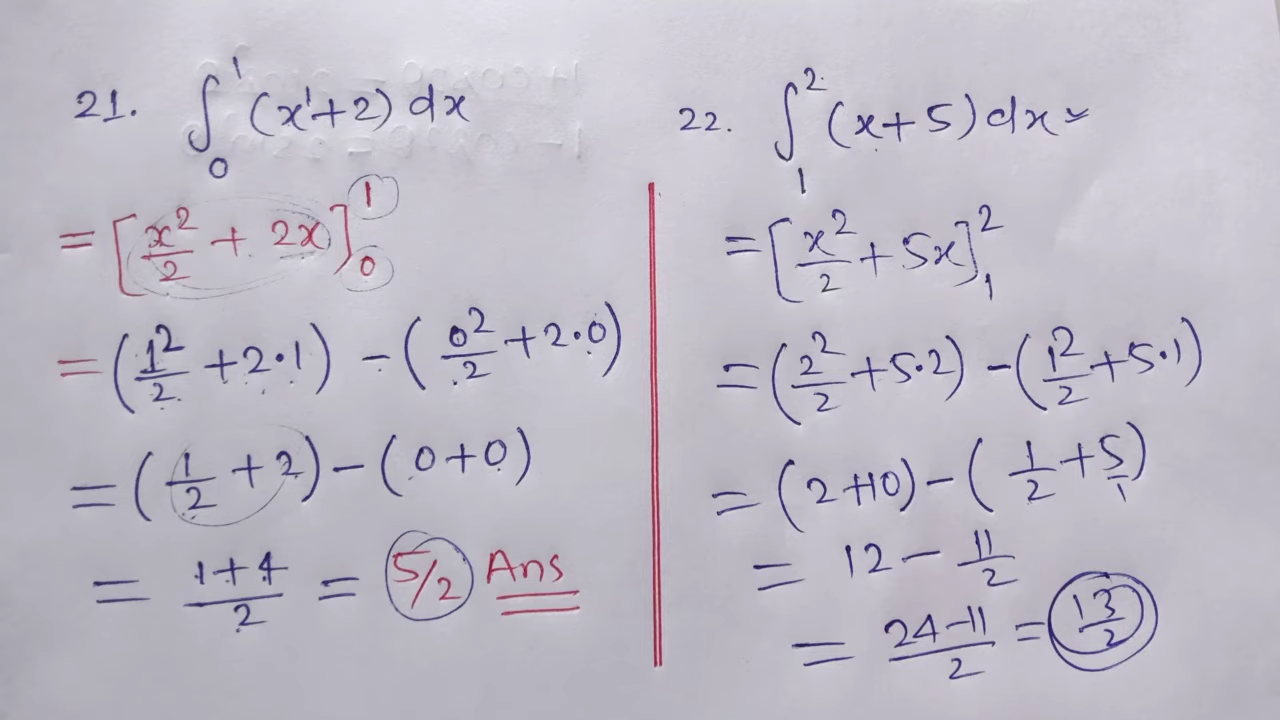 21. ∫₀¹ (x¹+2) dx
= [x²/2 + 2x]₀¹
= (1²/2 + 2·1) − (0²/2 + 2·0)
= (1/2 + 2) − (0+0)
= (1+4)/2 = 5/2 Ans
22. ∫₁² (x+5) dx
= [x²/2 + 5x]₁²
= (2²/2 + 5·2) − (1²/2 + 5·1)
= (2+10) − (1/2 + 5/1)
= 12 − 11/2
= (24−11)/2 = 13/2